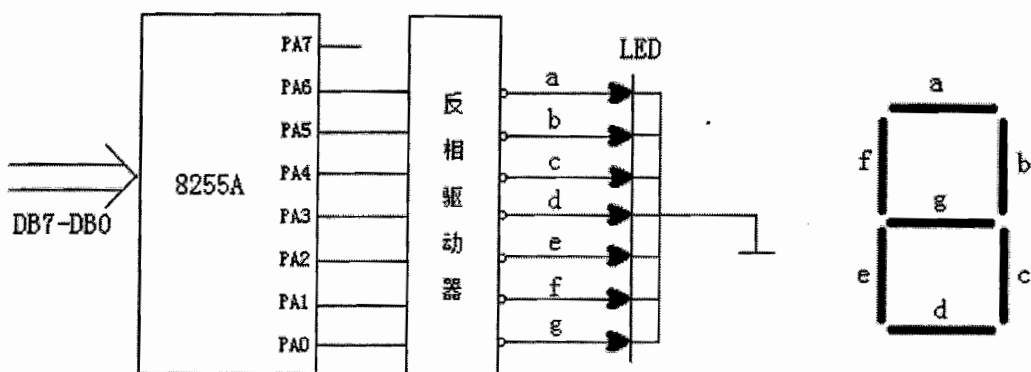 PA7
PA6
PA5
PA4
PA3
PA2
PA1
PA0
8255A
DB7-DB0
反相驱动器
LED
a
b
c
d
e
f
g
a
f
b
g
e
c
d